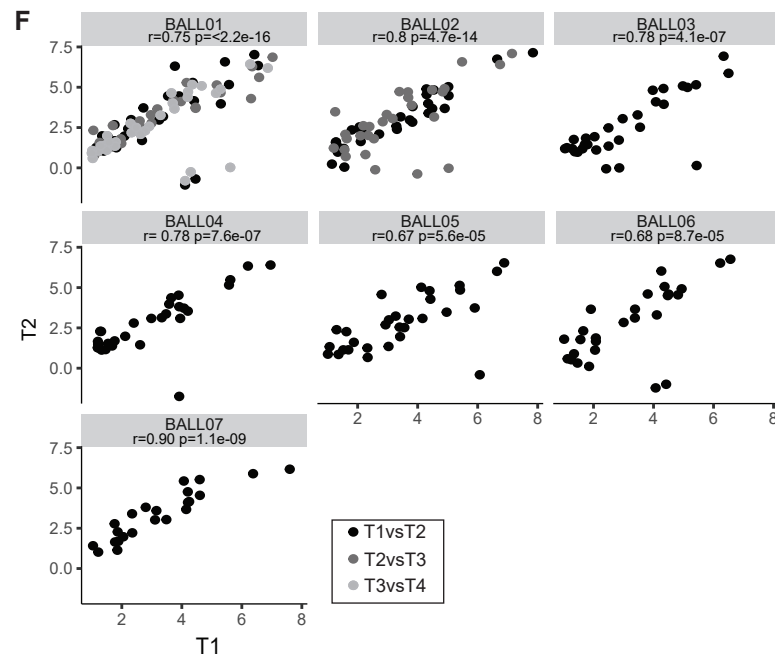 F
BALL01
r=0.75 p=<2.2e-16
BALL02
r=0.8 p=4.7e-14
BALL03
r=0.78 p=4.1e-07
7.5
5.0
2.5
0.0
BALL04
r= 0.78 p=7.6e-07
BALL05
r=0.67 p=5.6e-05
BALL06
r=0.68 p=8.7e-05
7.5
5.0
2.5
0.0
T2
2 4 6 8
2 4 6 8
BALL07
r=0.90 p=1.1e-09
7.5
5.0
2.5
0.0
2 4 6 8
T1
T1vsT2
T2vsT3
T3vsT4